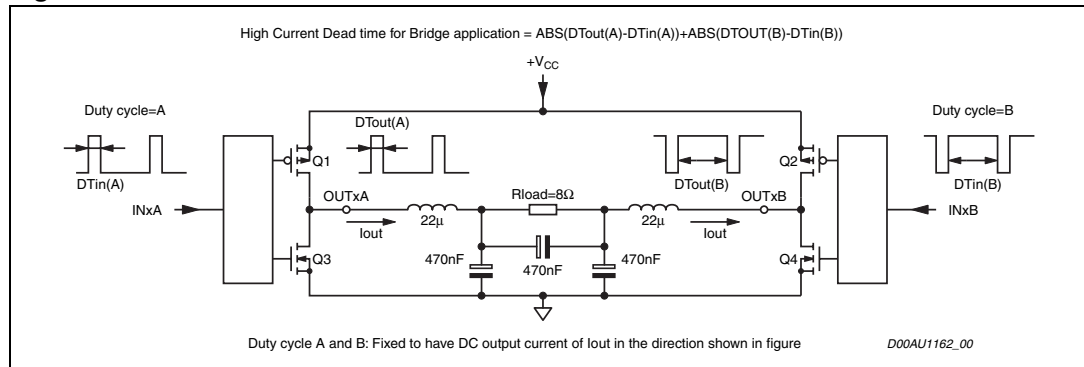 High Current Dead time for Bridge application = ABS(DTout(A)-DTin(A))+ABS(DTOUT(B)-DTin(B))
+VCC
Duty cycle=A
DTout(A)
Duty cycle=B
DTin(A)
Q1
DTout(B)
Q2
DTin(B)
INxA
OUTxA
Rload=8Ω
OUTxB
INxB
Iout
22μ
22μ
Iout
Q3
470nF
470nF
470nF
Q4
Duty cycle A and B: Fixed to have DC output current of Iout in the direction shown in figure
D00AU1162_00